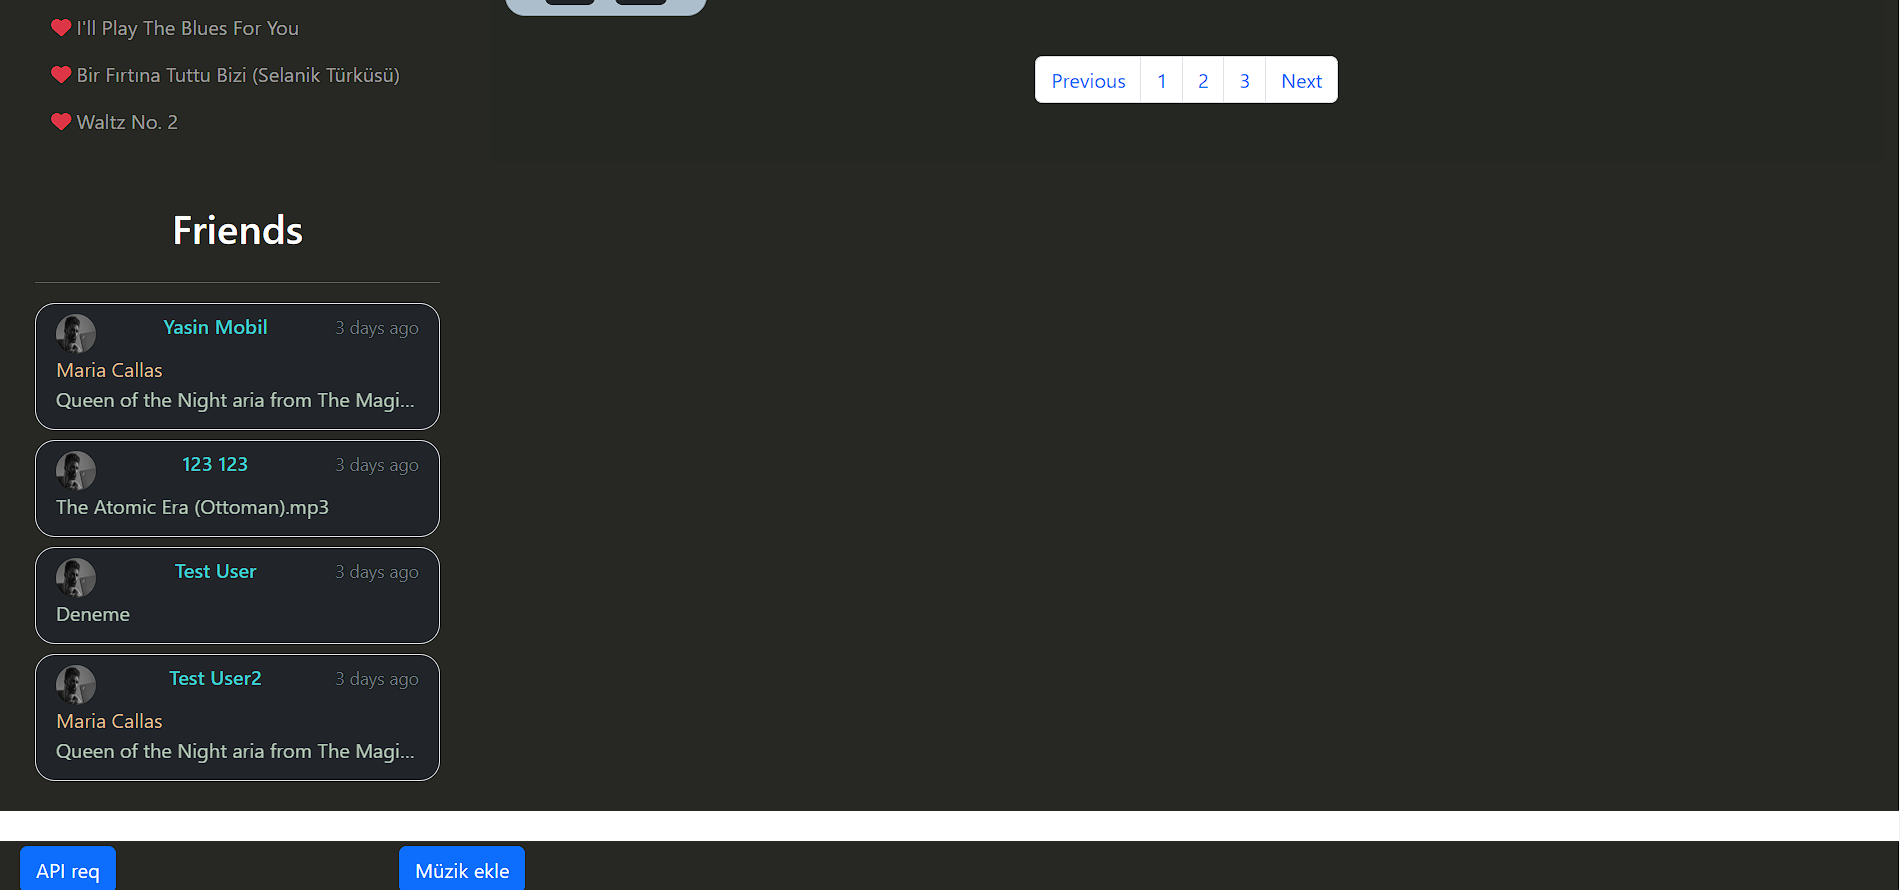 I'll Play The Blues For You
Bir Fırtına Tuttu Bizi (Selanik Türküsü)
Waltz No. 2
Previous 1 2 3 Next
Friends
Yasin Mobil 3 days ago
Maria Callas
Queen of the Night aria from The Magi...
123 123 3 days ago
The Atomic Era (Ottoman).mp3
Test User 3 days ago
Deneme
Test User2 3 days ago
Maria Callas
Queen of the Night aria from The Magi...
API req
Müzik ekle